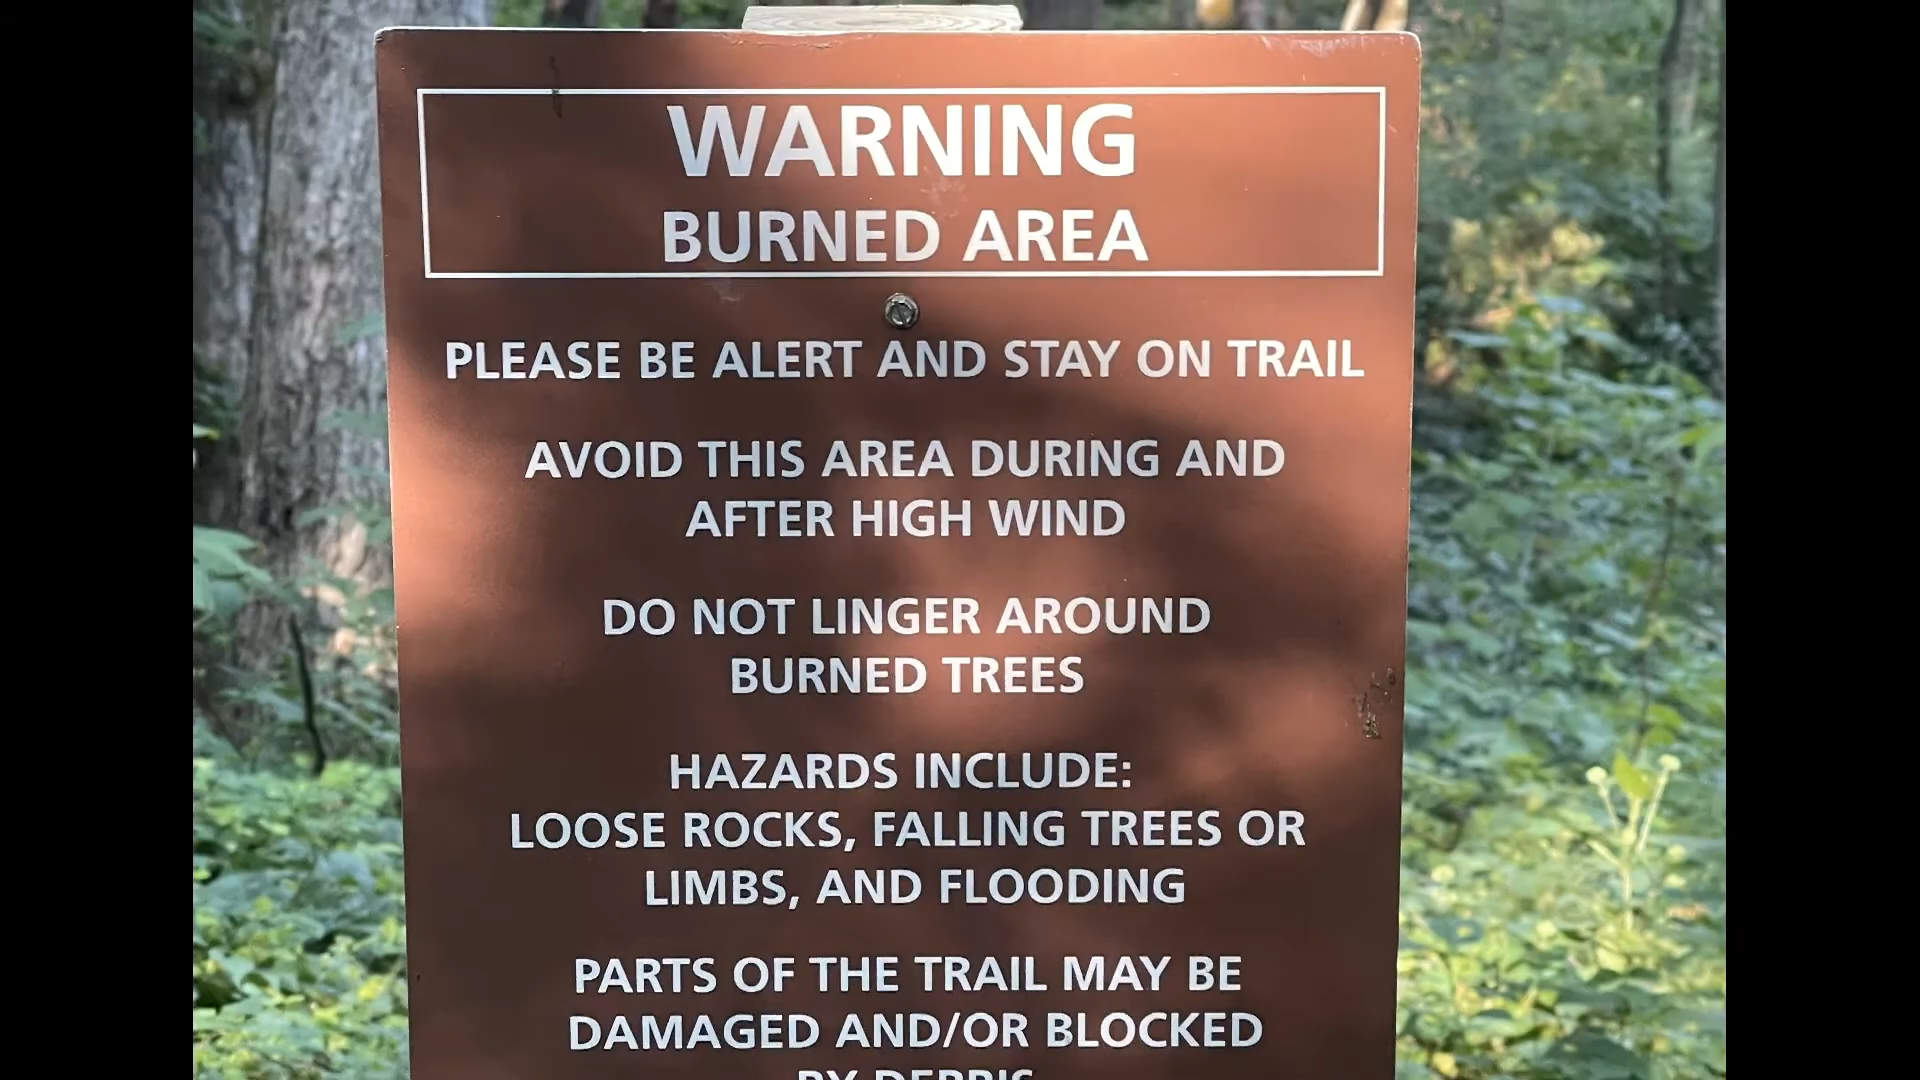 WARNING
BURNED AREA
PLEASE BE ALERT AND STAY ON TRAIL
AVOID THIS AREA DURING AND
AFTER HIGH WIND
DO NOT LINGER AROUND
BURNED TREES
HAZARDS INCLUDE:
LOOSE ROCKS, FALLING TREES OR
LIMBS, AND FLOODING
PARTS OF THE TRAIL MAY BE
DAMAGED AND/OR BLOCKED
BY DEBRIS